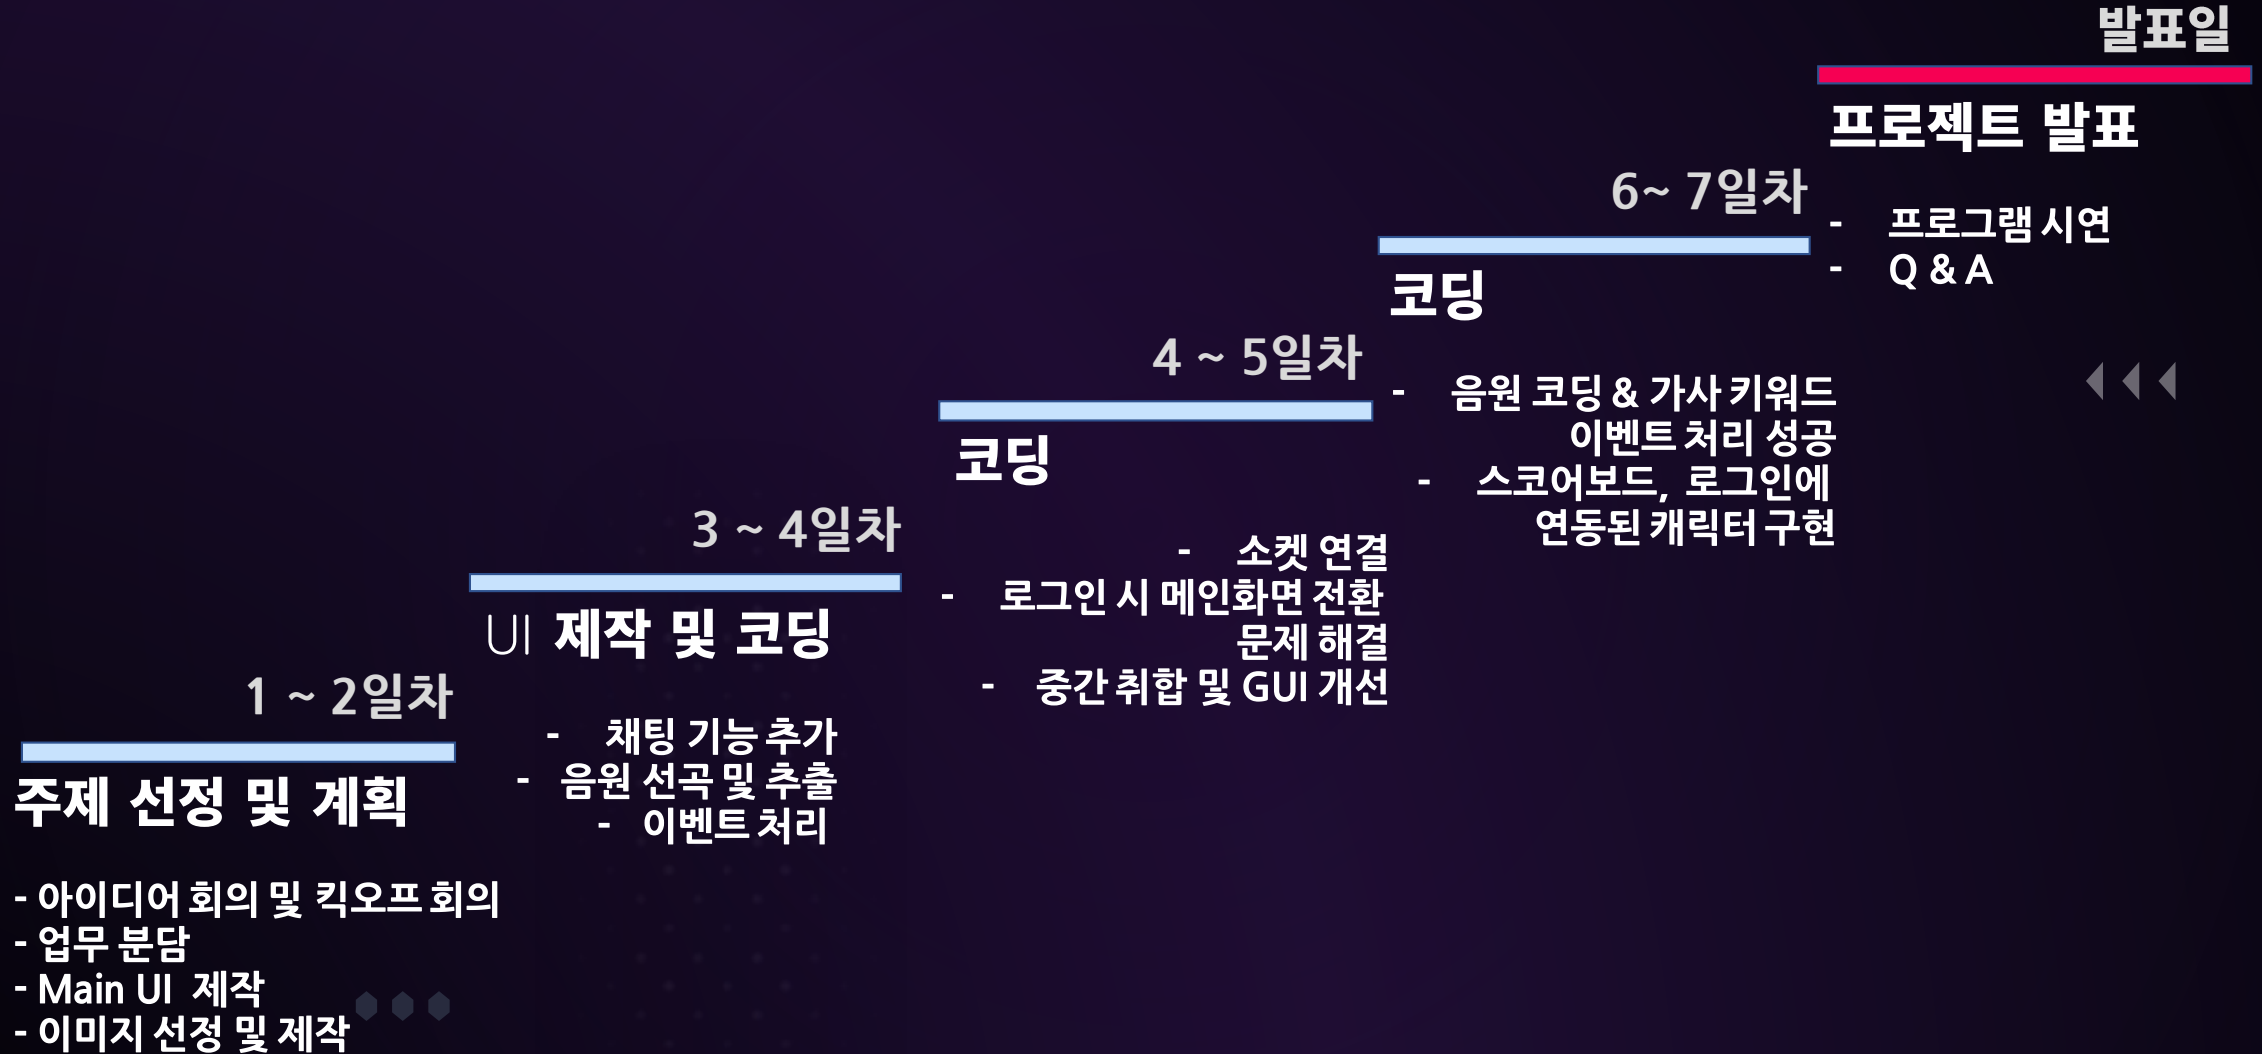 1 ~ 2일차
주제 선정 및 계획
- 아이디어 회의 및 킥오프 회의
- 업무 분담
- Main UI 제작
- 이미지 선정 및 제작
3 ~ 4일차
UI 제작 및 코딩
- 채팅 기능 추가
- 음원 선곡 및 추출
- 이벤트 처리
4 ~ 5일차
코딩
- 소켓 연결
- 로그인 시 메인화면 전환
문제 해결
- 중간 취합 및 GUI 개선
6~ 7일차
코딩
- 음원 코딩 & 가사 키워드
이벤트 처리 성공
- 스코어보드, 로그인에
연동된 캐릭터 구현
발표일
프로젝트 발표
- 프로그램 시연
- Q & A